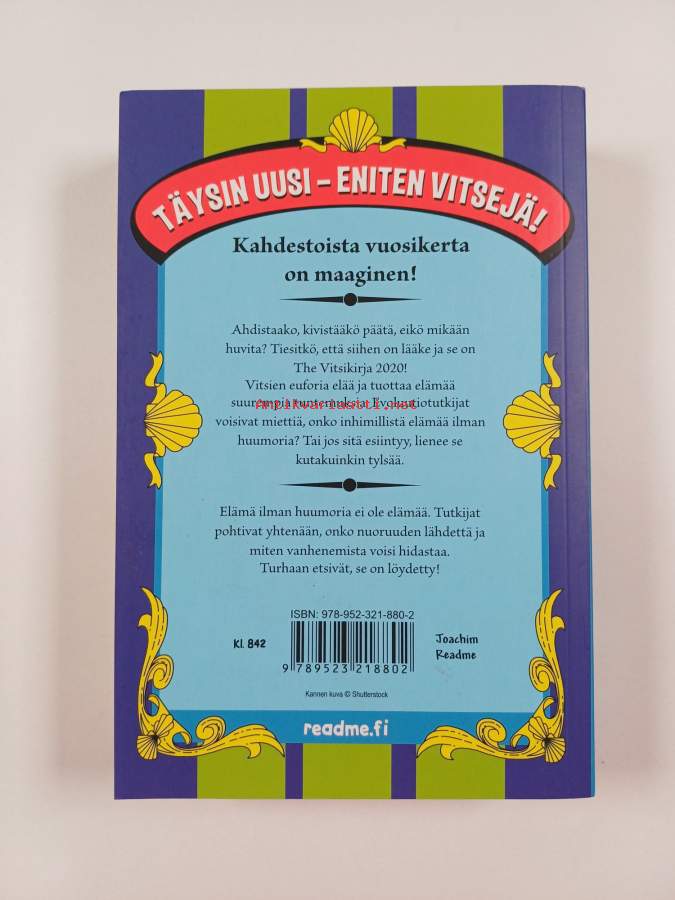 TÄYSIN UUSI – ENITEN VITSEJÄ!
Kahdestoista vuosikerta
on maaginen!
Ahdistaako, kivistääkö päätä, eikö mikään
huvita? Tiesitkö, että siihen on lääke ja se on
The Vitsikirja 2020!
Vitsien euforia elää ja tuottaa elämää
suurempia tuntemuksia. Evoluutiotutkijat
Antikvariaatti.net
voisivat miettiä, onko inhimillistä elämää ilman
huumoria? Tai jos sitä esiintyy, lienee se
kutakuinkin tylsää.
Elämä ilman huumoria ei ole elämää. Tutkijat
pohtivat yhtenään, onko nuoruuden lähdettä ja
miten vanhenemista voisi hidastaa.
Turhaan etsivät, se on löydetty!
ISBN: 978-952-321-880-2
Kl. 842
Joachim
Readme
9 789523 218802
Kannen kuva © Shutterstock
readme.fi